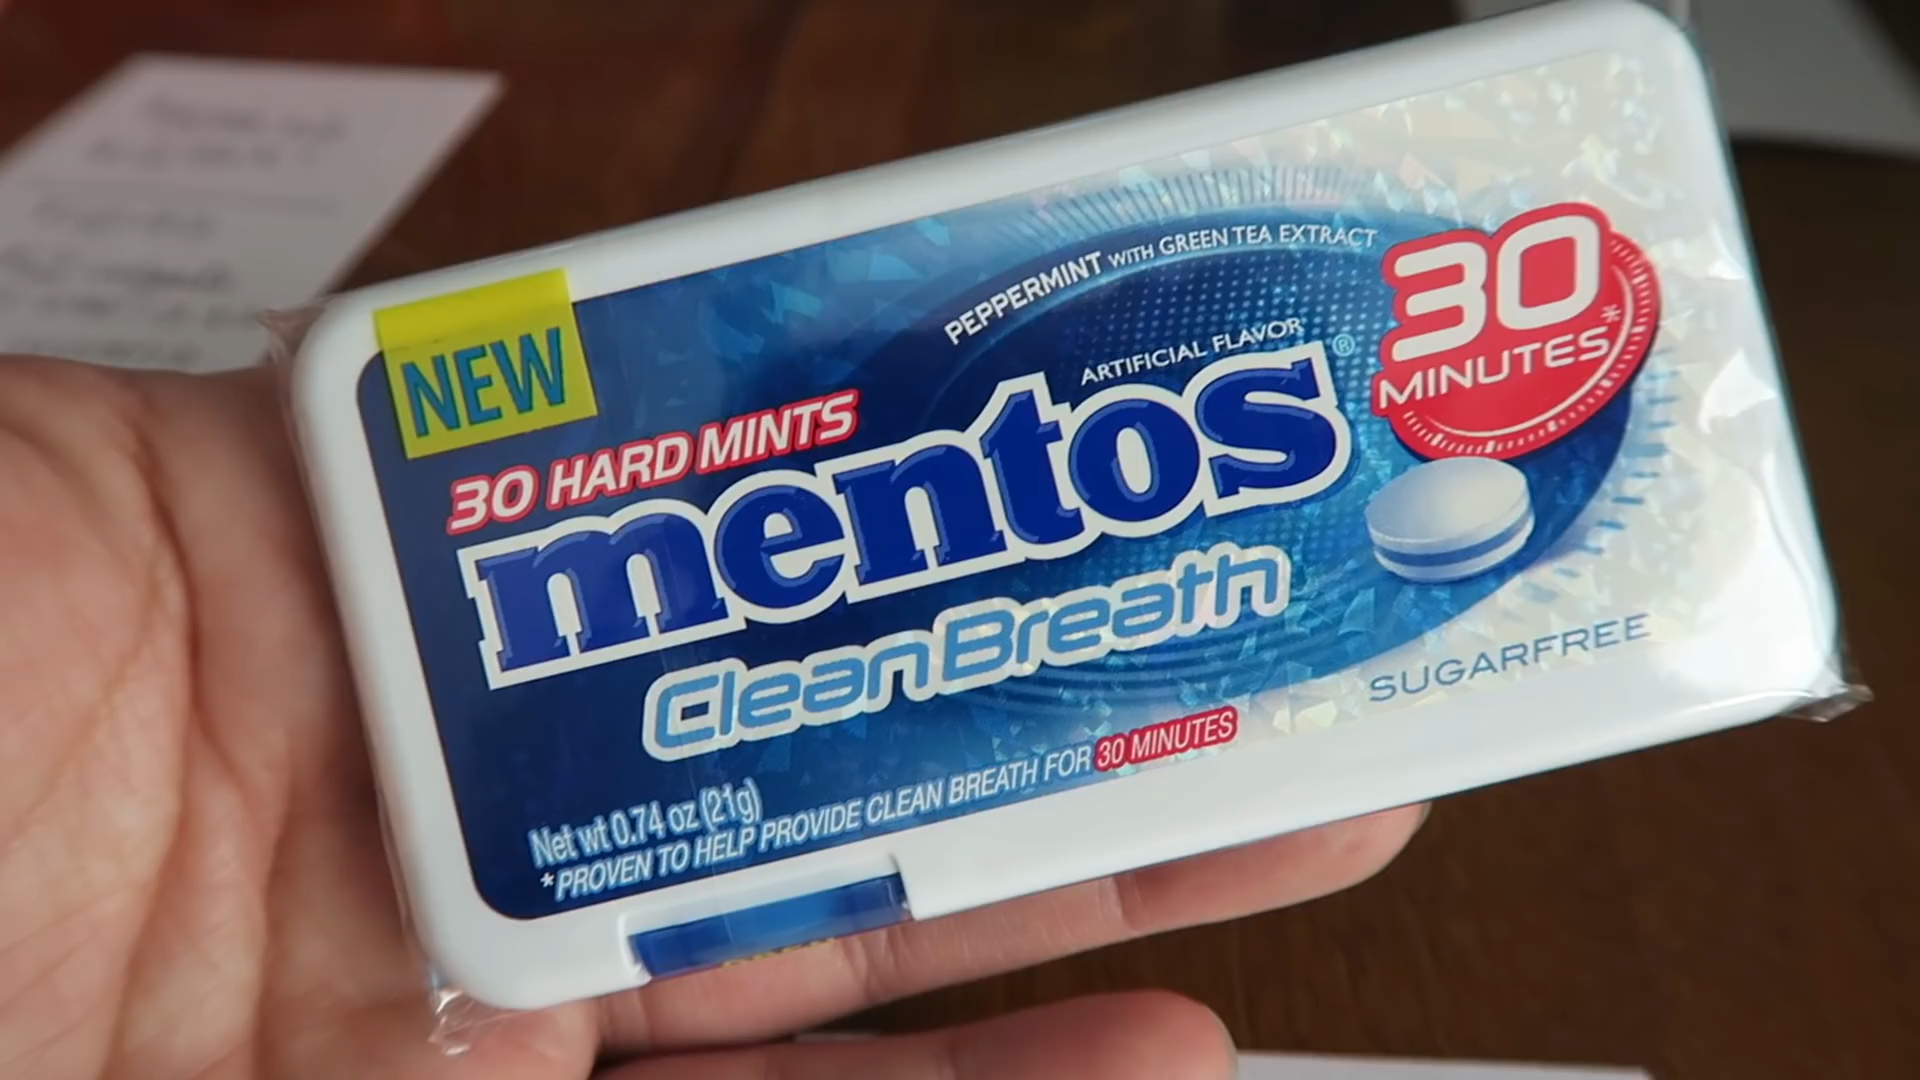 NEW
PEPPERMINT WITH GREEN TEA EXTRACT
ARTIFICIAL FLAVOR
30
MINUTES*
30 HARD MINTS
mentos®
CleanBreath
SUGARFREE
Net wt 0.74 oz (21g)
*PROVEN TO HELP PROVIDE CLEAN BREATH FOR 30 MINUTES